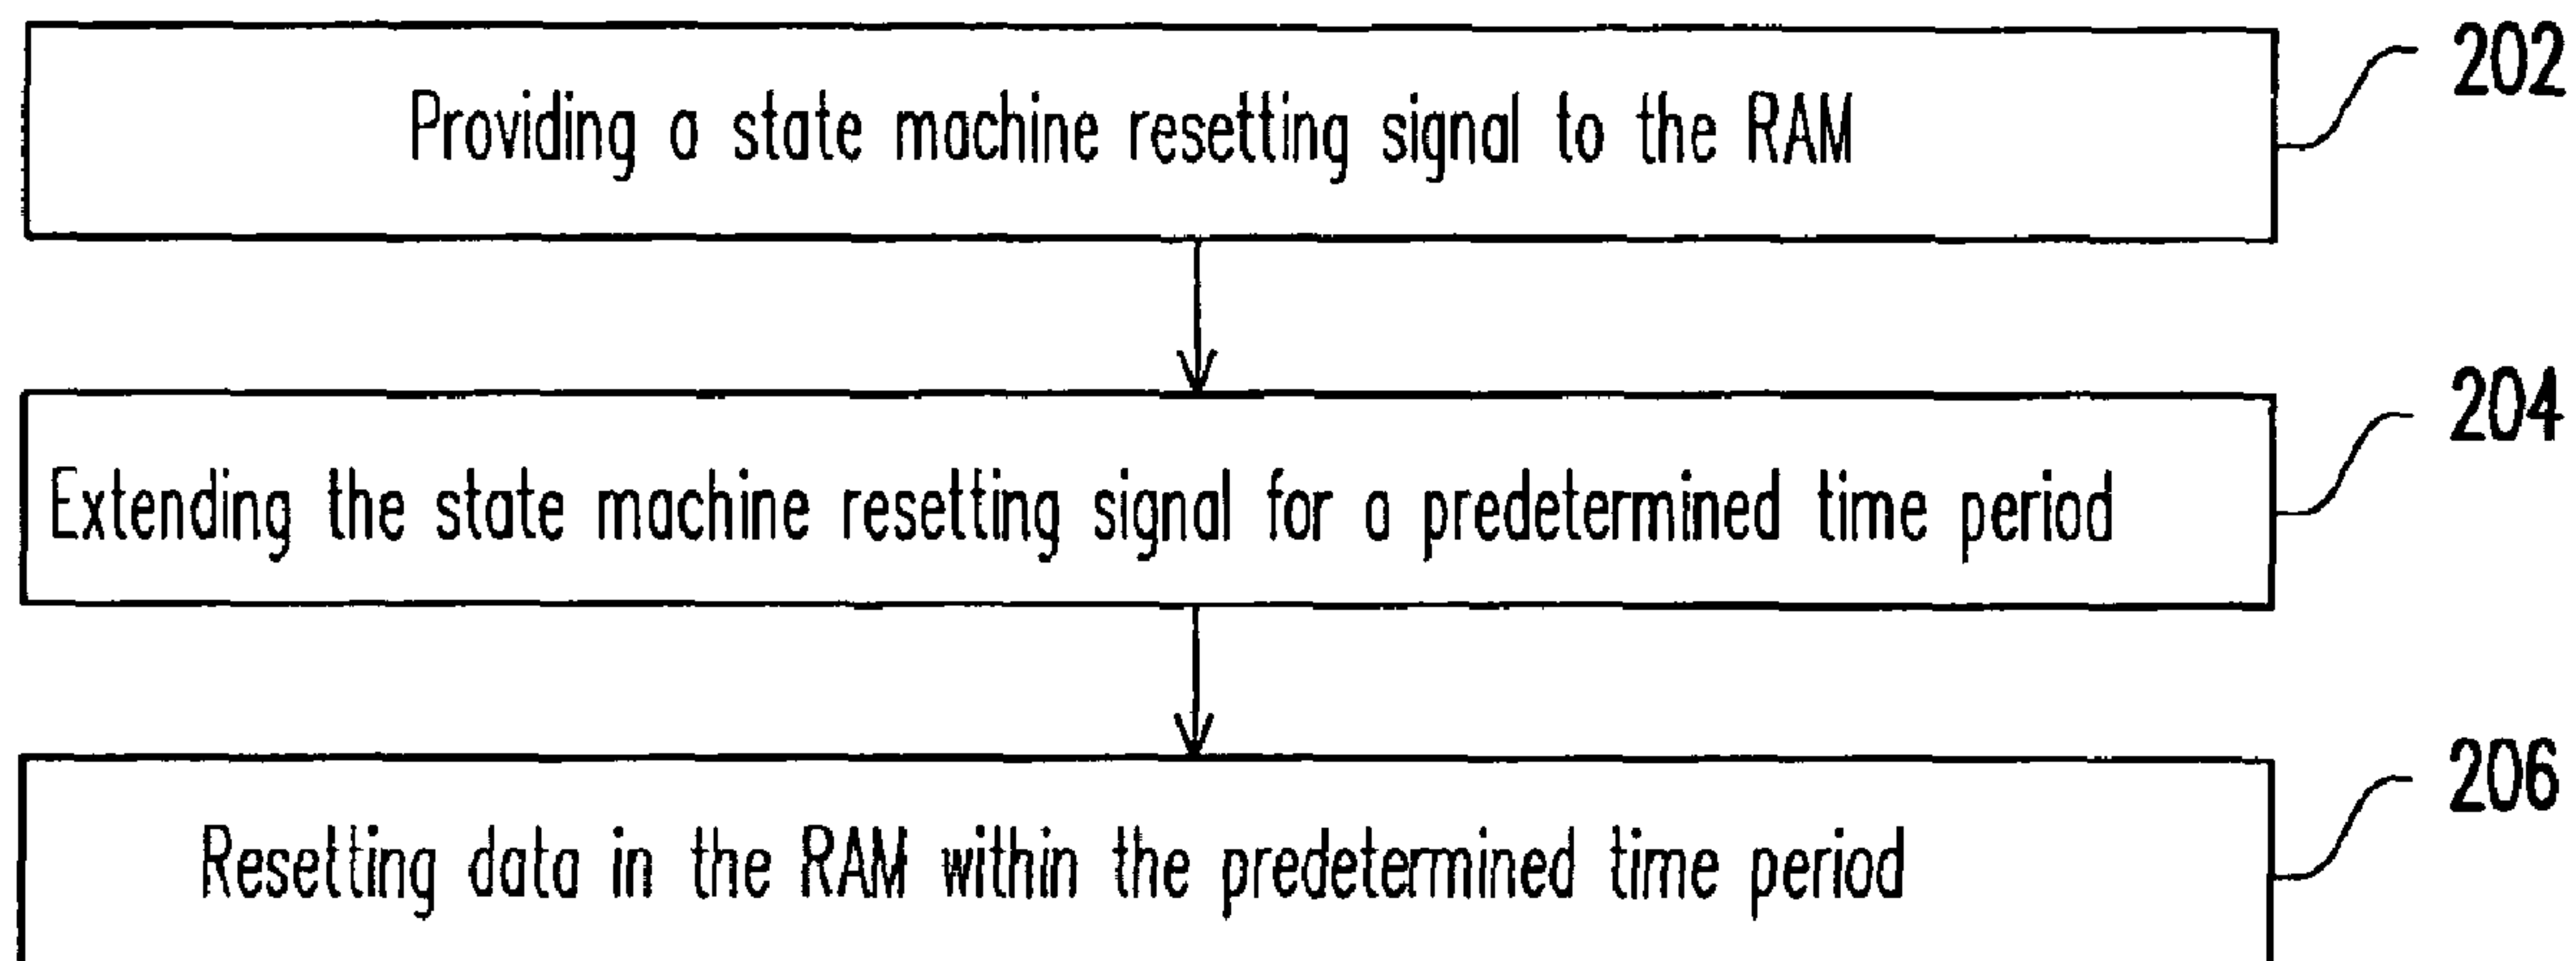 Providing a state machine resetting signal to the RAM
202
Extending the state machine resetting signal for a predetermined time period
204
Resetting data in the RAM within the predetermined time period
206